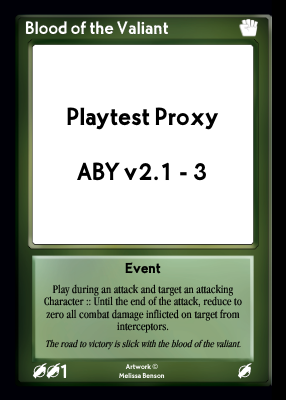 Blood of the Valiant
Playtest Proxy
ABY v2.1 - 3
Event
Play during an attack and target an attacking
Character :: Until the end of the attack, reduce to
zero all combat damage inflicted on target from
interceptors.
The road to victory is slick with the blood of the valiant.
Artwork ©
Melissa Benson
1